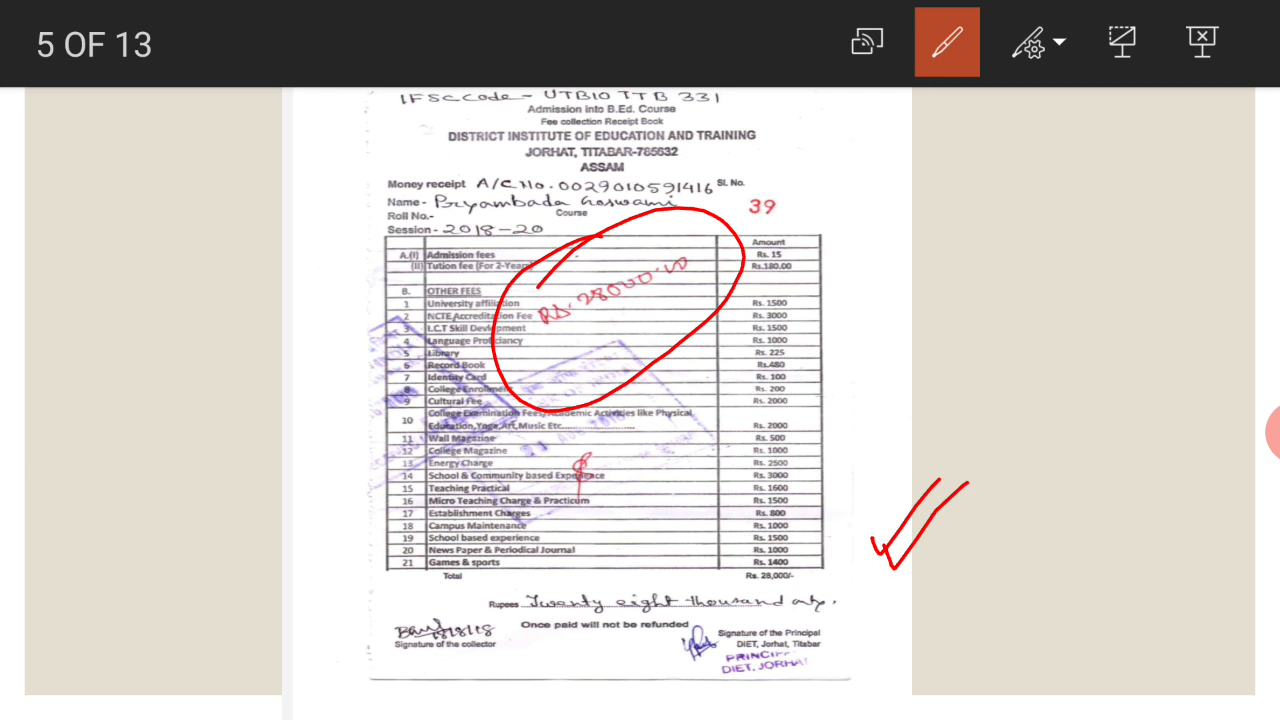 5 OF 13
IFSC Code - UTBI0 TTB 331
Admission into B.Ed. Course
Fee collection Receipt Book
DISTRICT INSTITUTE OF EDUCATION AND TRAINING
JORHAT, TITABAR-785632
ASSAM
Money receipt A/C No. 0029010591416 Sl. No.
Name - Priyambada Goswami 39
Roll No.- Course
Session - 2018-20
Amount
A.(I) Admission fees Rs. 15
(II) Tution fee (For 2-Year) Rs.180.00
B. OTHER FEES
Rs. 28000.00
1 University affiliation Rs. 1500
2 NCTE Accreditation Fee Rs. 3000
3 I.C.T Skill Devlopment Rs. 1500
4 Language Proficiancy Rs. 1000
5 Library Rs. 225
6 Record Book Rs.480
7 Identity Card Rs. 100
8 College Enrollment Rs. 200
9 Cultural Fee Rs. 2000
10 College Examination Fees/Academic Activities like Physical
Education,Yoga,Art,Music Etc........................ Rs. 2000
11 Wall Magazine Rs. 500
12 College Magazine Rs. 1000
13 Energy Charge Rs. 2500
14 School & Community based Experience Rs. 3000
15 Teaching Practical Rs. 1600
16 Micro Teaching Charge & Practicum Rs. 1500
17 Establishment Charges Rs. 800
18 Campus Maintenance Rs. 1000
19 School based experience Rs. 1500
20 News Paper & Periodical Journal Rs. 1000
21 Games & sports Rs. 1400
Total Rs. 28,000/-
Rupees Twenty eight thousand only.
Once paid will not be refunded
18/8/18
Signature of the collector
Signature of the Principal
DIET, Jorhat, Titabar
DIET, JORHAT